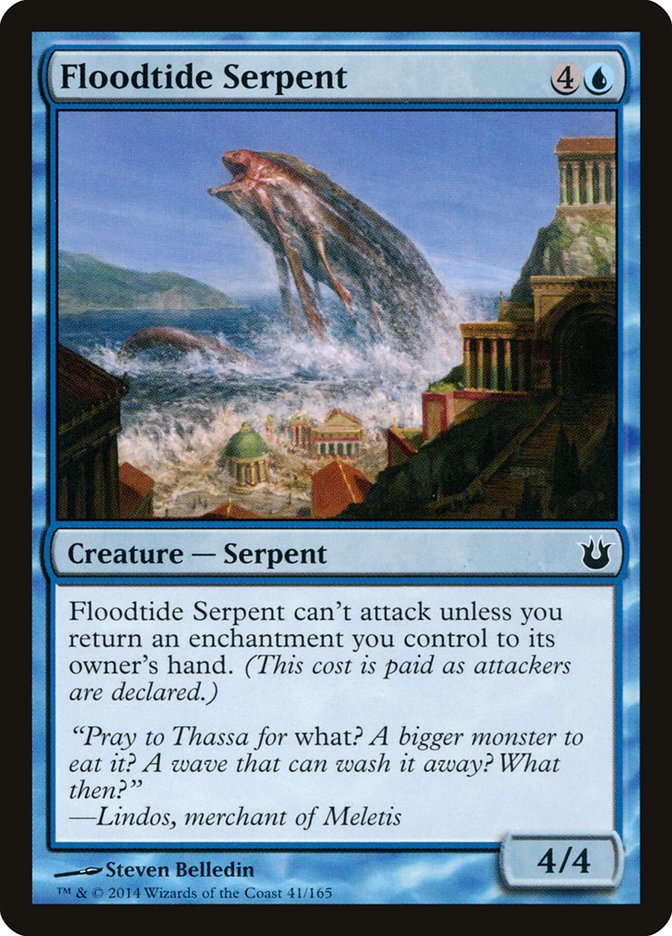 Floodtide Serpent 4
Creature — Serpent
Floodtide Serpent can't attack unless you
return an enchantment you control to its
owner's hand. (This cost is paid as attackers
are declared.)
"Pray to Thassa for what? A bigger monster to
eat it? A wave that can wash it away? What
then?"
—Lindos, merchant of Meletis
4/4
Steven Belledin
™ & © 2014 Wizards of the Coast 41/165